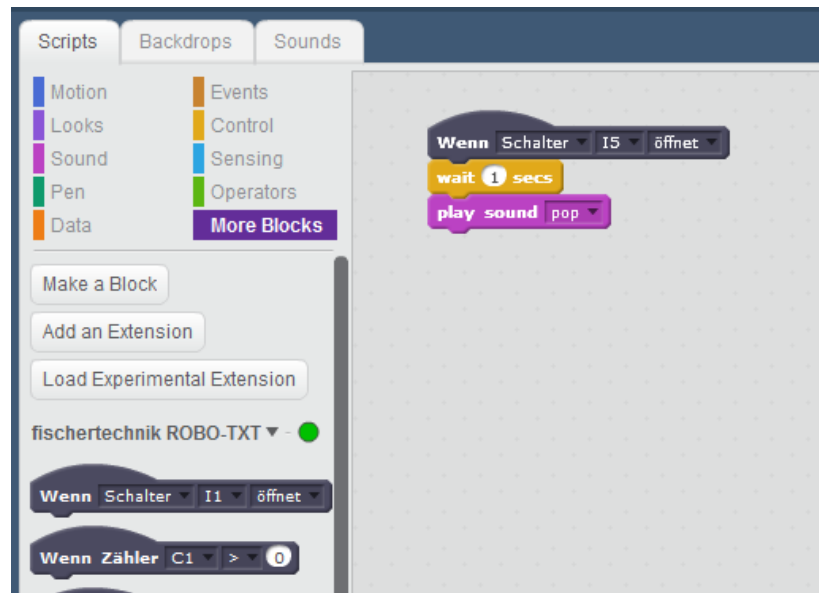 Scripts Backdrops Sounds
Motion Events
Looks Control
Sound Sensing
Pen Operators
Data More Blocks
Make a Block
Add an Extension
Load Experimental Extension
fischertechnik ROBO-TXT
Wenn Schalter I1 öffnet
Wenn Zähler C1 > 0
Wenn Schalter I5 öffnet
wait 1 secs
play sound pop